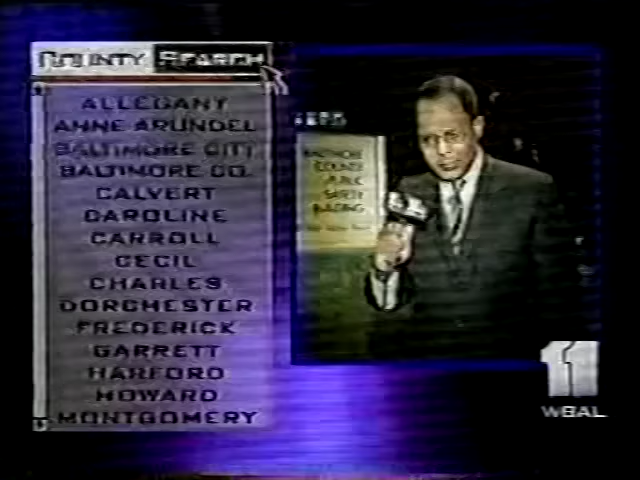 COUNTY SEARCH
ALLEGANY
ANNE ARUNDEL
BALTIMORE CITY
BALTIMORE CO.
CALVERT
CAROLINE
CARROLL
CECIL
CHARLES
DORCHESTER
FREDERICK
GARRETT
HARFORD
HOWARD
MONTGOMERY
BALTIMORE
11
WBAL